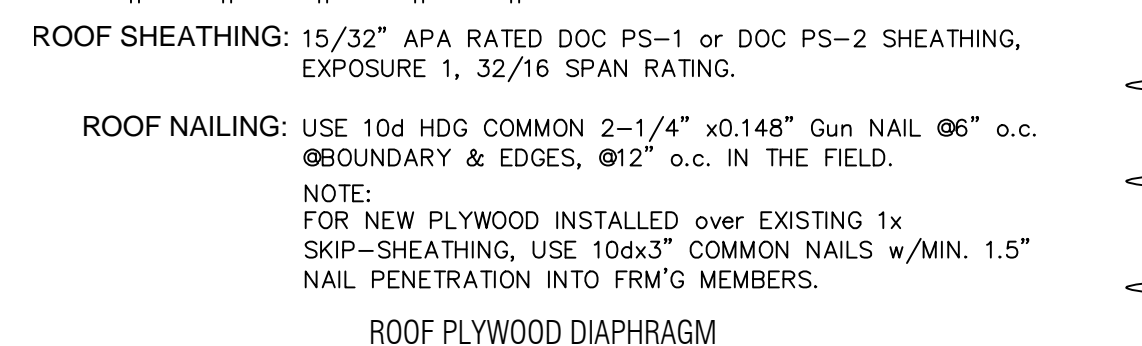 ROOF SHEATHING: 15/32" APA RATED DOC PS-1 or DOC PS-2 SHEATHING,
EXPOSURE 1, 32/16 SPAN RATING.
ROOF NAILING: USE 10d HDG COMMON 2-1/4" x0.148" Gun NAIL @6" o.c.
@BOUNDARY & EDGES, @12" o.c. IN THE FIELD.
NOTE:
FOR NEW PLYWOOD INSTALLED over EXISTING 1x
SKIP-SHEATHING, USE 10dx3" COMMON NAILS w/MIN. 1.5"
NAIL PENETRATION INTO FRM'G MEMBERS.
ROOF PLYWOOD DIAPHRAGM